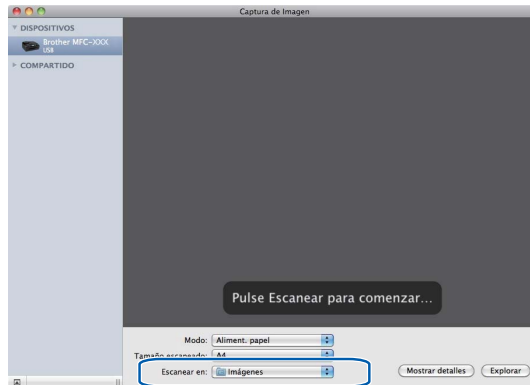 Captura de Imagen
DISPOSITIVOS
Brother MFC-XXX
USB
COMPARTIDO
Pulse Escanear para comenzar...
Modo: Aliment. papel
Tamaño escaneado: A4
Escanear en: Imágenes
Mostrar detalles Explorar